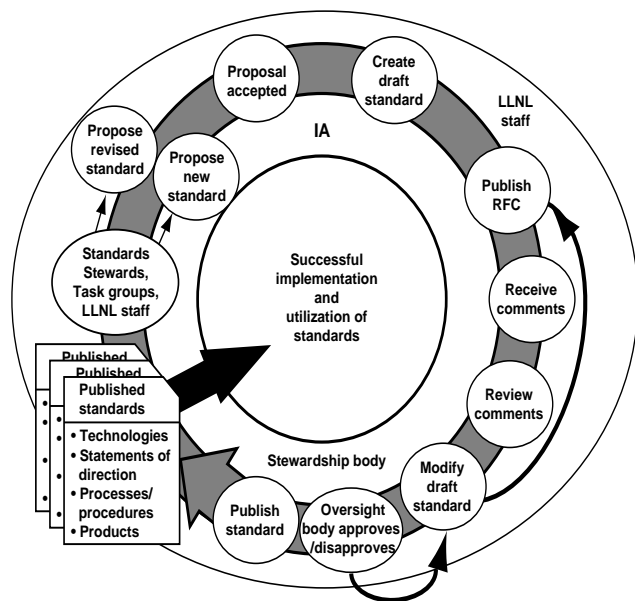 Proposal
accepted
Create
draft
standard
LLNL
staff
IA
Propose
revised
standard
Propose
new
standard
Publish
RFC
Standards
Stewards,
Task groups,
LLNL staff
Successful
implementation
and
utilization of
standards
Receive
comments
Published
Published
Published
standards
• Technologies
• Statements of
direction
• Processes/
procedures
• Products
Review
comments
Stewardship body
Modify
draft
standard
Publish
standard
Oversight
body approves
/disapproves